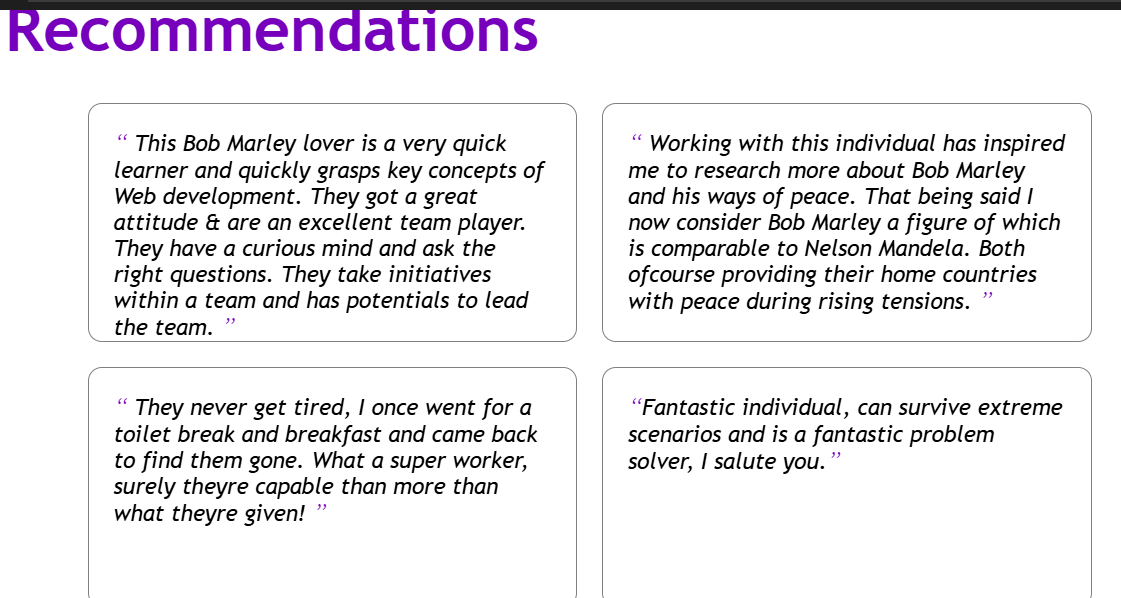 Recommendations
“ This Bob Marley lover is a very quick
learner and quickly grasps key concepts of
Web development. They got a great
attitude & are an excellent team player.
They have a curious mind and ask the
right questions. They take initiatives
within a team and has potentials to lead
the team. ”
“ Working with this individual has inspired
me to research more about Bob Marley
and his ways of peace. That being said I
now consider Bob Marley a figure of which
is comparable to Nelson Mandela. Both
ofcourse providing their home countries
with peace during rising tensions. ”
“ They never get tired, I once went for a
toilet break and breakfast and came back
to find them gone. What a super worker,
surely theyre capable than more than
what theyre given! ”
“Fantastic individual, can survive extreme
scenarios and is a fantastic problem
solver, I salute you.”